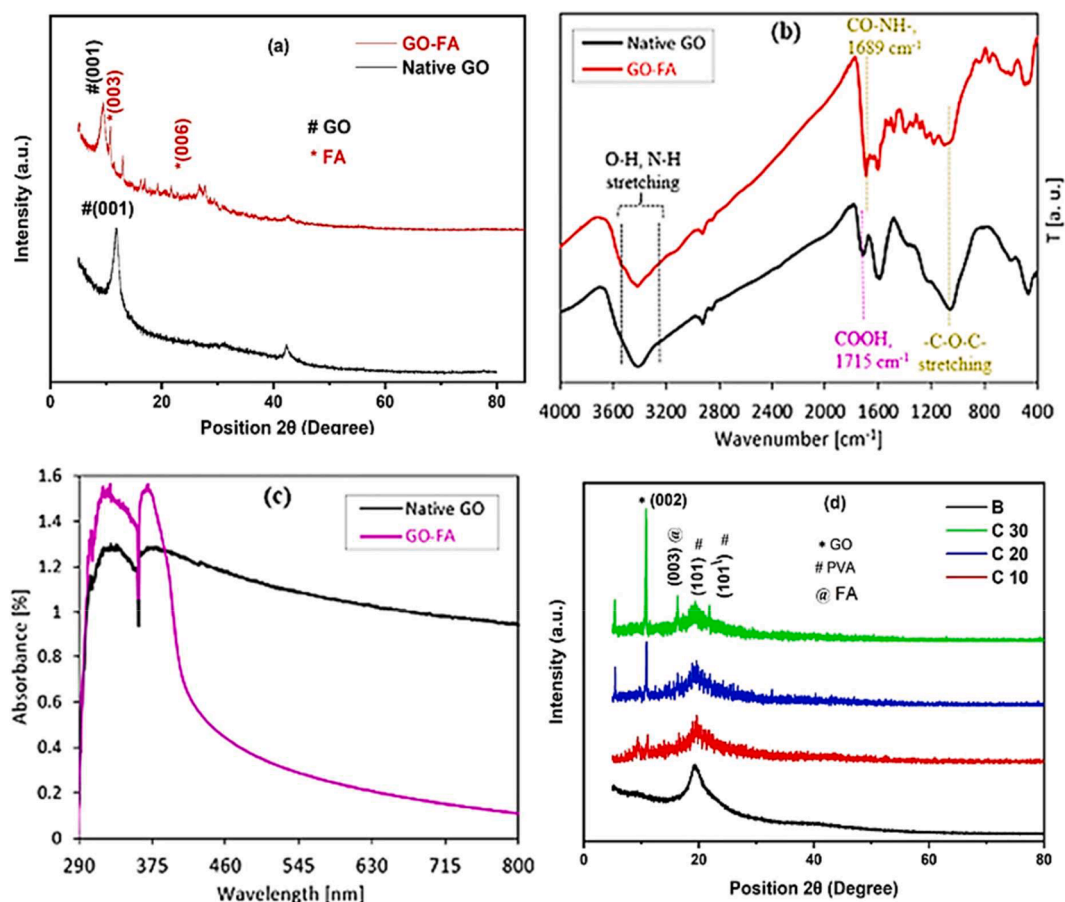 (a)
GO-FA
Native GO
#(001)
*(003)
*(006)
# GO
* FA
#(001)
Intensity (a.u.)
0 20 40 60 80
Position 2θ (Degree)
(b)
Native GO
GO-FA
CO-NH-,
1689 cm⁻¹
O-H, N-H
stretching
COOH,
1715 cm⁻¹
-C-O-C-
stretching
T [a. u.]
4000 3600 3200 2800 2400 2000 1600 1200 800 400
Wavenumber [cm⁻¹]
(c)
Native GO
GO-FA
Absorbance [%]
1.6
1.4
1.2
1
0.8
0.6
0.4
0.2
0
290 375 460 545 630 715 800
Wavelength [nm]
(d)
* (002)
(003) @
(101) #
(101\) #
* GO
# PVA
@ FA
B
C 30
C 20
C 10
Intensity (a.u.)
0 20 40 60 80
Position 2θ (Degree)